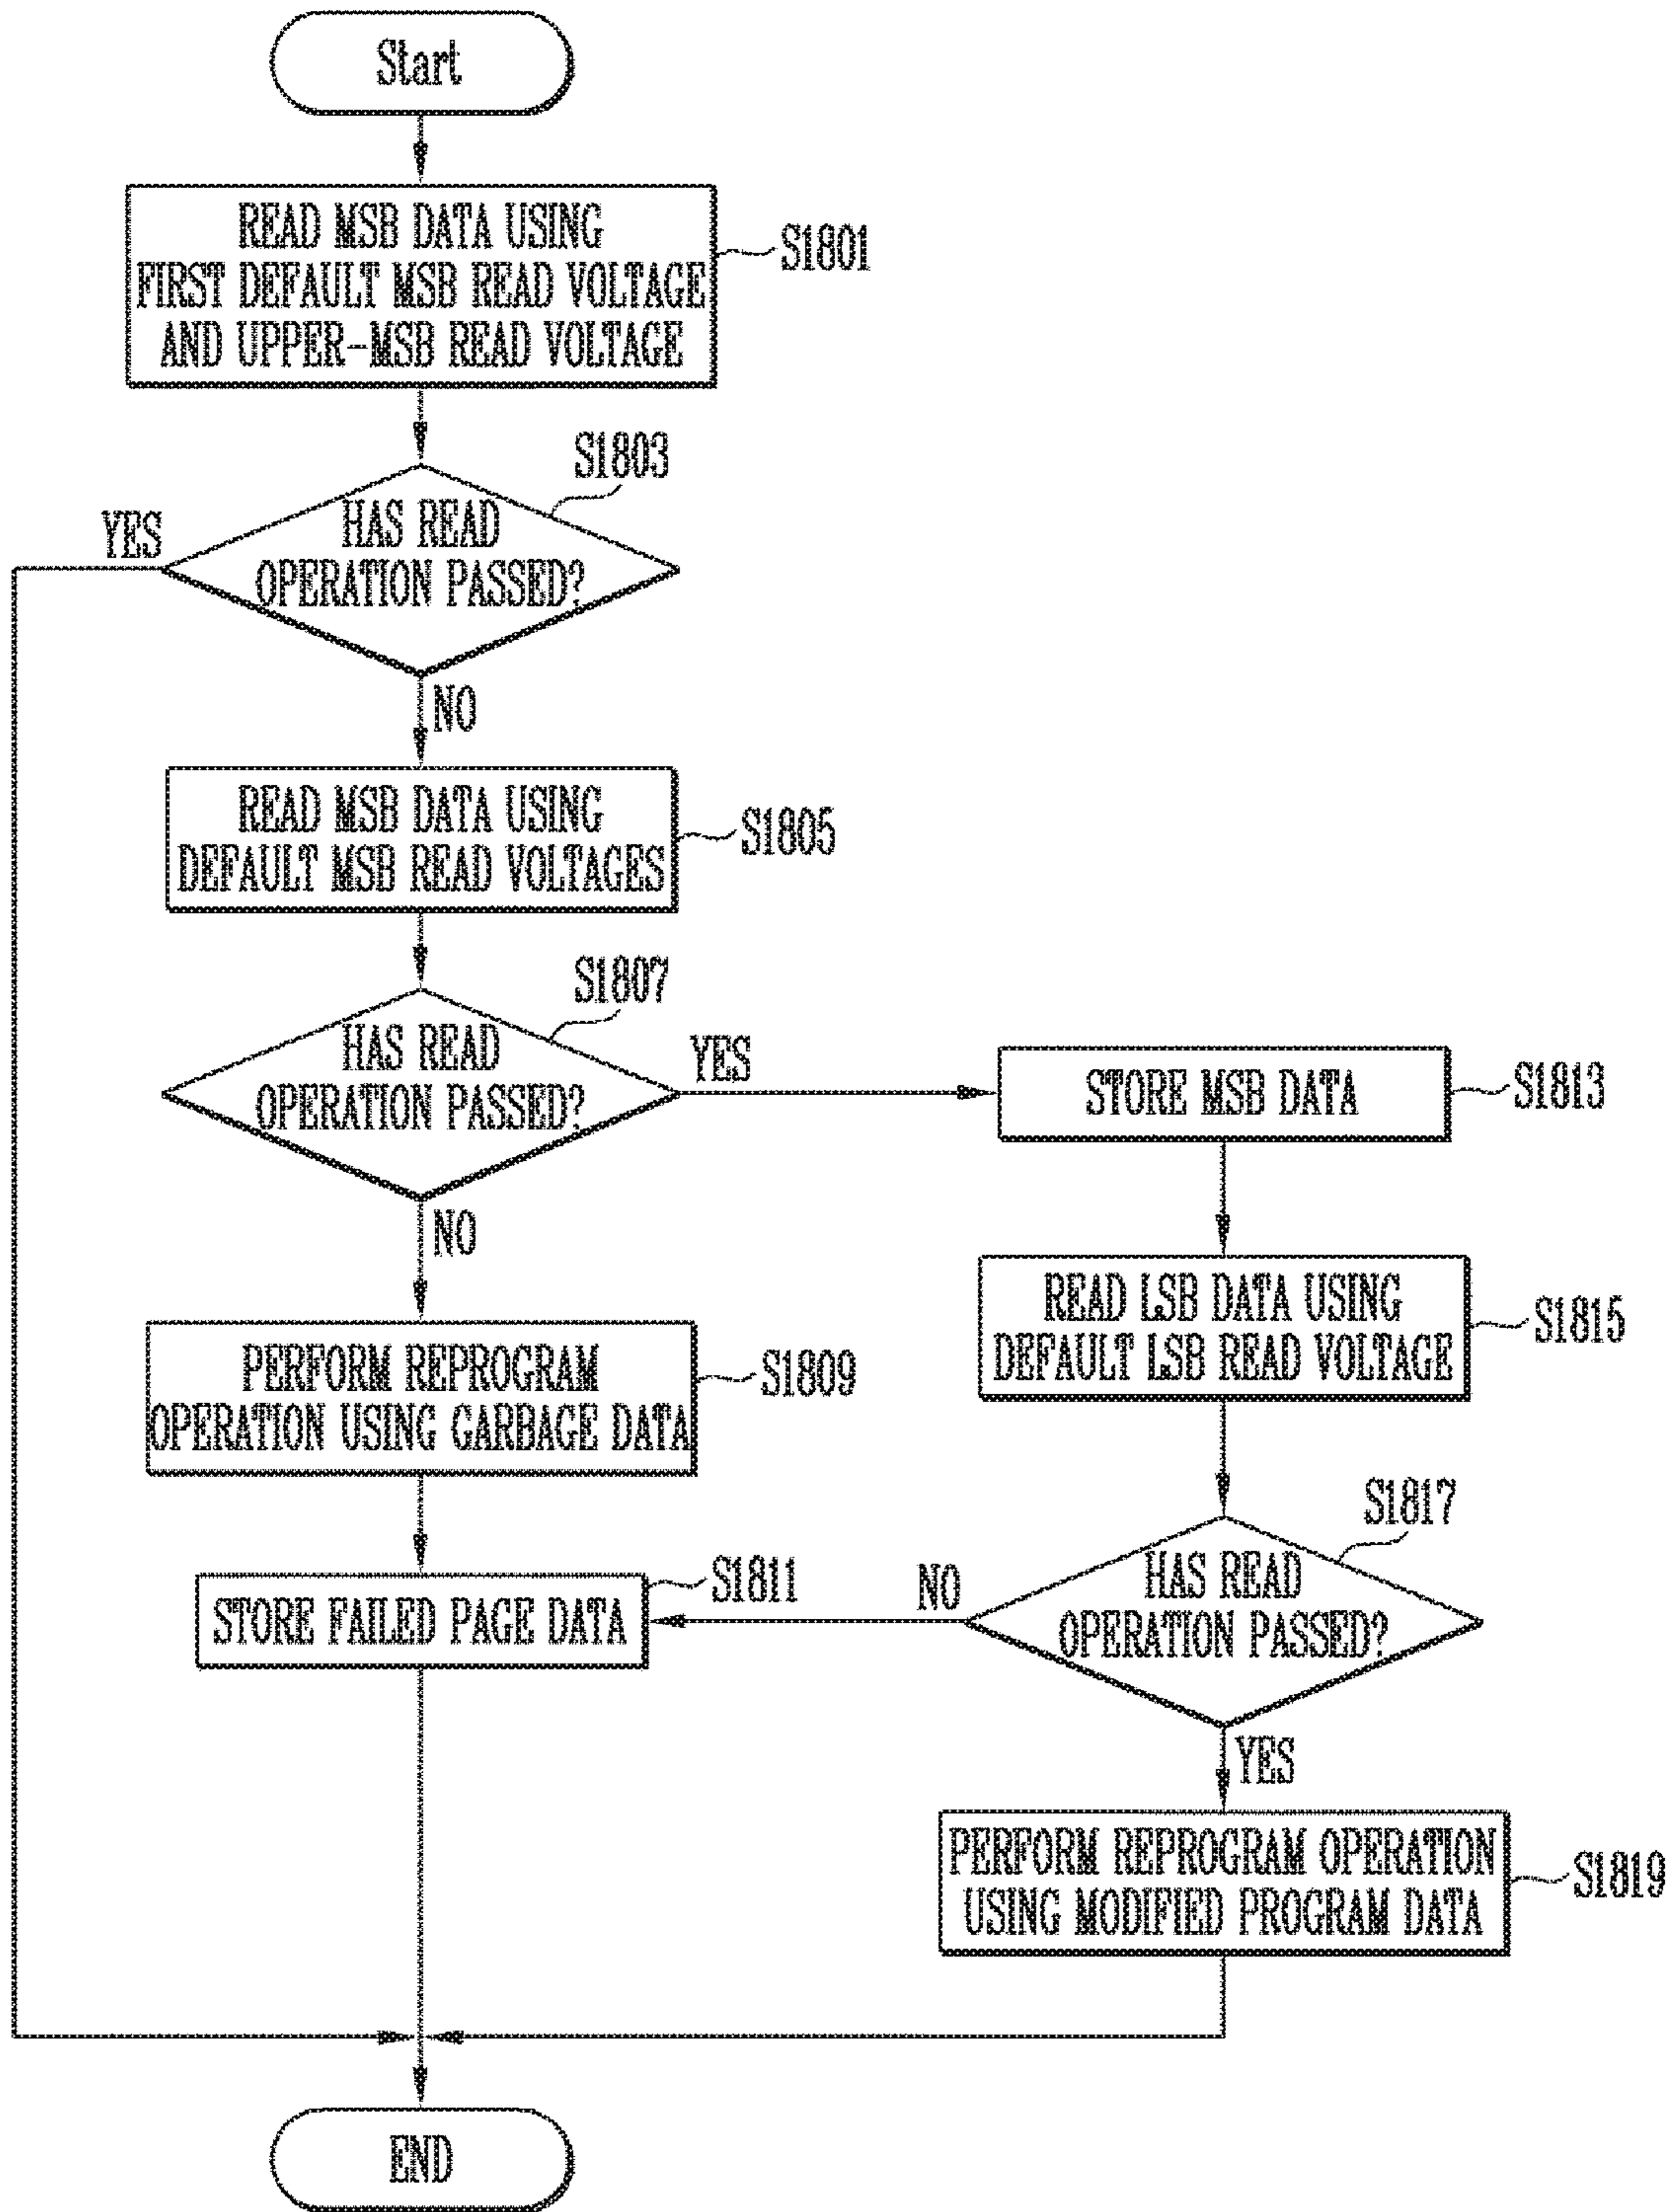 Start
READ MSB DATA USING
FIRST DEFAULT MSB READ VOLTAGE
AND UPPER-MSB READ VOLTAGE
S1801
S1803
HAS READ
OPERATION PASSED?
YES
NO
READ MSB DATA USING
DEFAULT MSB READ VOLTAGES
S1805
S1807
HAS READ
OPERATION PASSED?
YES
NO
STORE MSB DATA
S1813
READ LSB DATA USING
DEFAULT LSB READ VOLTAGE
S1815
PERFORM REPROGRAM
OPERATION USING GARBAGE DATA
S1809
S1817
HAS READ
OPERATION PASSED?
NO
YES
STORE FAILED PAGE DATA
S1811
PERFORM REPROGRAM OPERATION
USING MODIFIED PROGRAM DATA
S1819
END